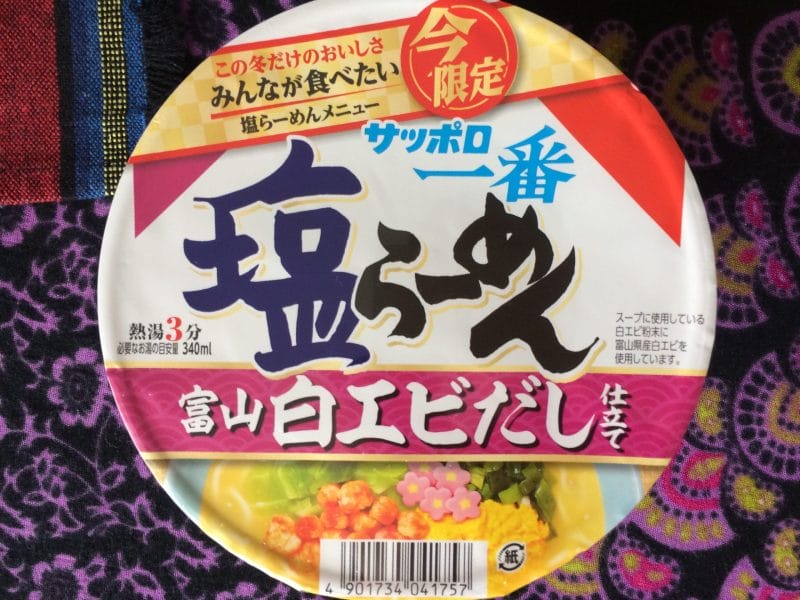 この冬だけのおいしさ
みんなが食べたい
塩らーめんメニュー
今
限定
サッポロ
一番
塩らーめん
熱湯3分
必要なお湯の目安量 340ml
スープに使用している
白エビ粉末に
富山県産白エビを
使用しています。
富山白エビだし仕立て
紙
4 901734 041757